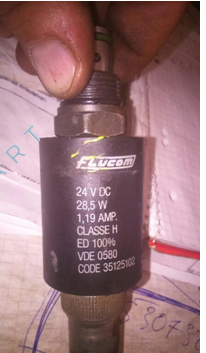 FLUCOM
24 V DC
28,5 W
1,19 AMP.
CLASSE H
ED 100%
VDE 0580
CODE 35125102